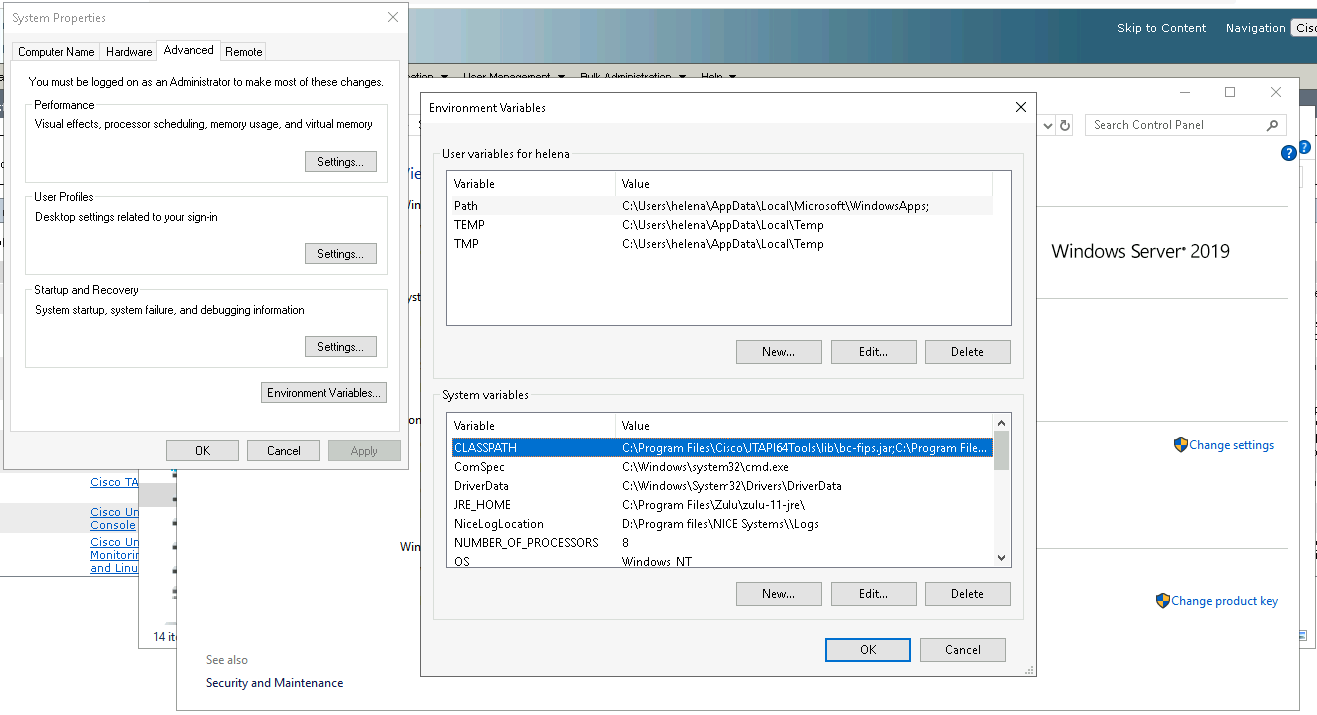 System Properties
Skip to Content Navigation Cisc
Computer Name Hardware Advanced Remote
User Management Bulk Administration Help
You must be logged on as an Administrator to make most of these changes.
Performance
Visual effects, processor scheduling, memory usage, and virtual memory
Settings...
User Profiles
Desktop settings related to your sign-in
Settings...
Startup and Recovery
System startup, system failure, and debugging information
Settings...
Environment Variables...
OK Cancel Apply
Environment Variables
Search Control Panel
User variables for helena
Variable Value
Path C:\Users\helena\AppData\Local\Microsoft\WindowsApps;
TEMP C:\Users\helena\AppData\Local\Temp
TMP C:\Users\helena\AppData\Local\Temp
New... Edit... Delete
System variables
Variable Value
CLASSPATH C:\Program Files\Cisco\JTAPI64Tools\lib\bc-fips.jar;C:\Program File...
ComSpec C:\Windows\system32\cmd.exe
DriverData C:\Windows\System32\Drivers\DriverData
JRE_HOME C:\Program Files\Zulu\zulu-11-jre\
NiceLogLocation D:\Program files\NICE Systems\\Logs
NUMBER_OF_PROCESSORS 8
OS Windows_NT
New... Edit... Delete
OK Cancel
Windows Server® 2019
Change settings
Change product key
Cisco TA
Cisco Un
Console
Cisco Un
Monitorin
and Linu
Win
14 ite
See also
Security and Maintenance